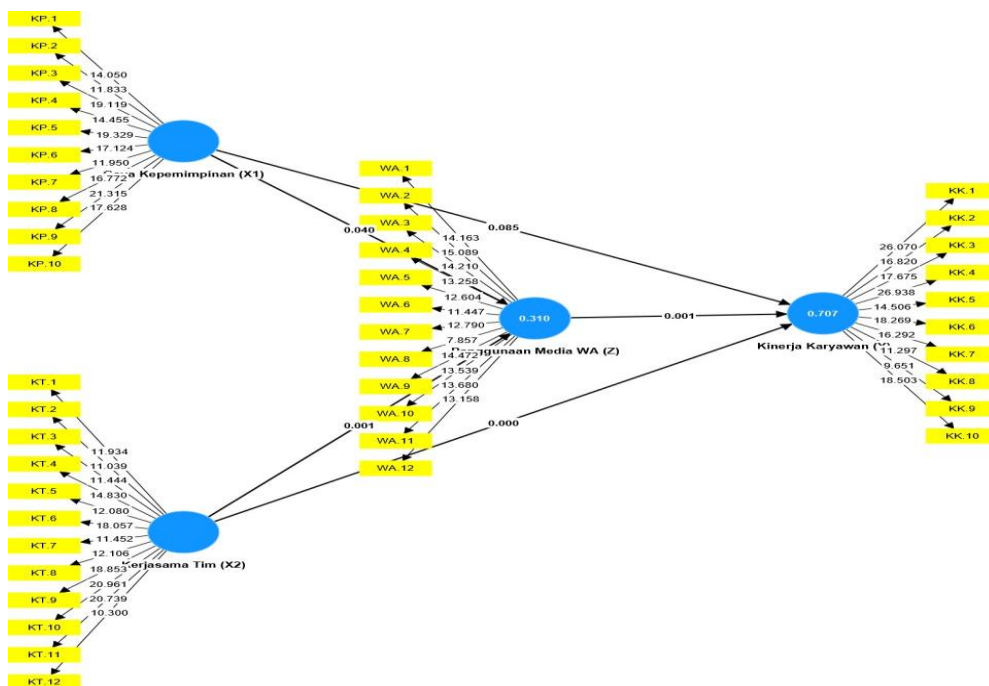 KP.1
KP.2
KP.3
KP.4
KP.5
KP.6
KP.7
KP.8
KP.9
KP.10
14.050
11.833
19.119
14.455
19.329
17.124
11.950
16.772
21.315
17.628
Kepemimpinan (X1)
0.040
0.085
WA.1
WA.2
WA.3
WA.4
WA.5
WA.6
WA.7
WA.8
WA.9
WA.10
WA.11
WA.12
14.163
15.089
14.210
13.258
12.604
11.447
12.790
7.857
14.472
13.539
13.680
13.158
0.310
Penggunaan Media WA (Z)
0.001
KK.1
KK.2
KK.3
KK.4
KK.5
KK.6
KK.7
KK.8
KK.9
KK.10
26.070
16.820
17.675
26.938
14.506
18.269
16.292
11.297
9.651
18.503
0.707
Kinerja Karyawan
KT.1
KT.2
KT.3
KT.4
KT.5
KT.6
KT.7
KT.8
KT.9
KT.10
KT.11
KT.12
11.934
11.039
11.444
14.830
12.080
18.057
11.452
12.106
18.853
20.961
20.739
10.300
Kerjasama Tim (X2)
0.001
0.000